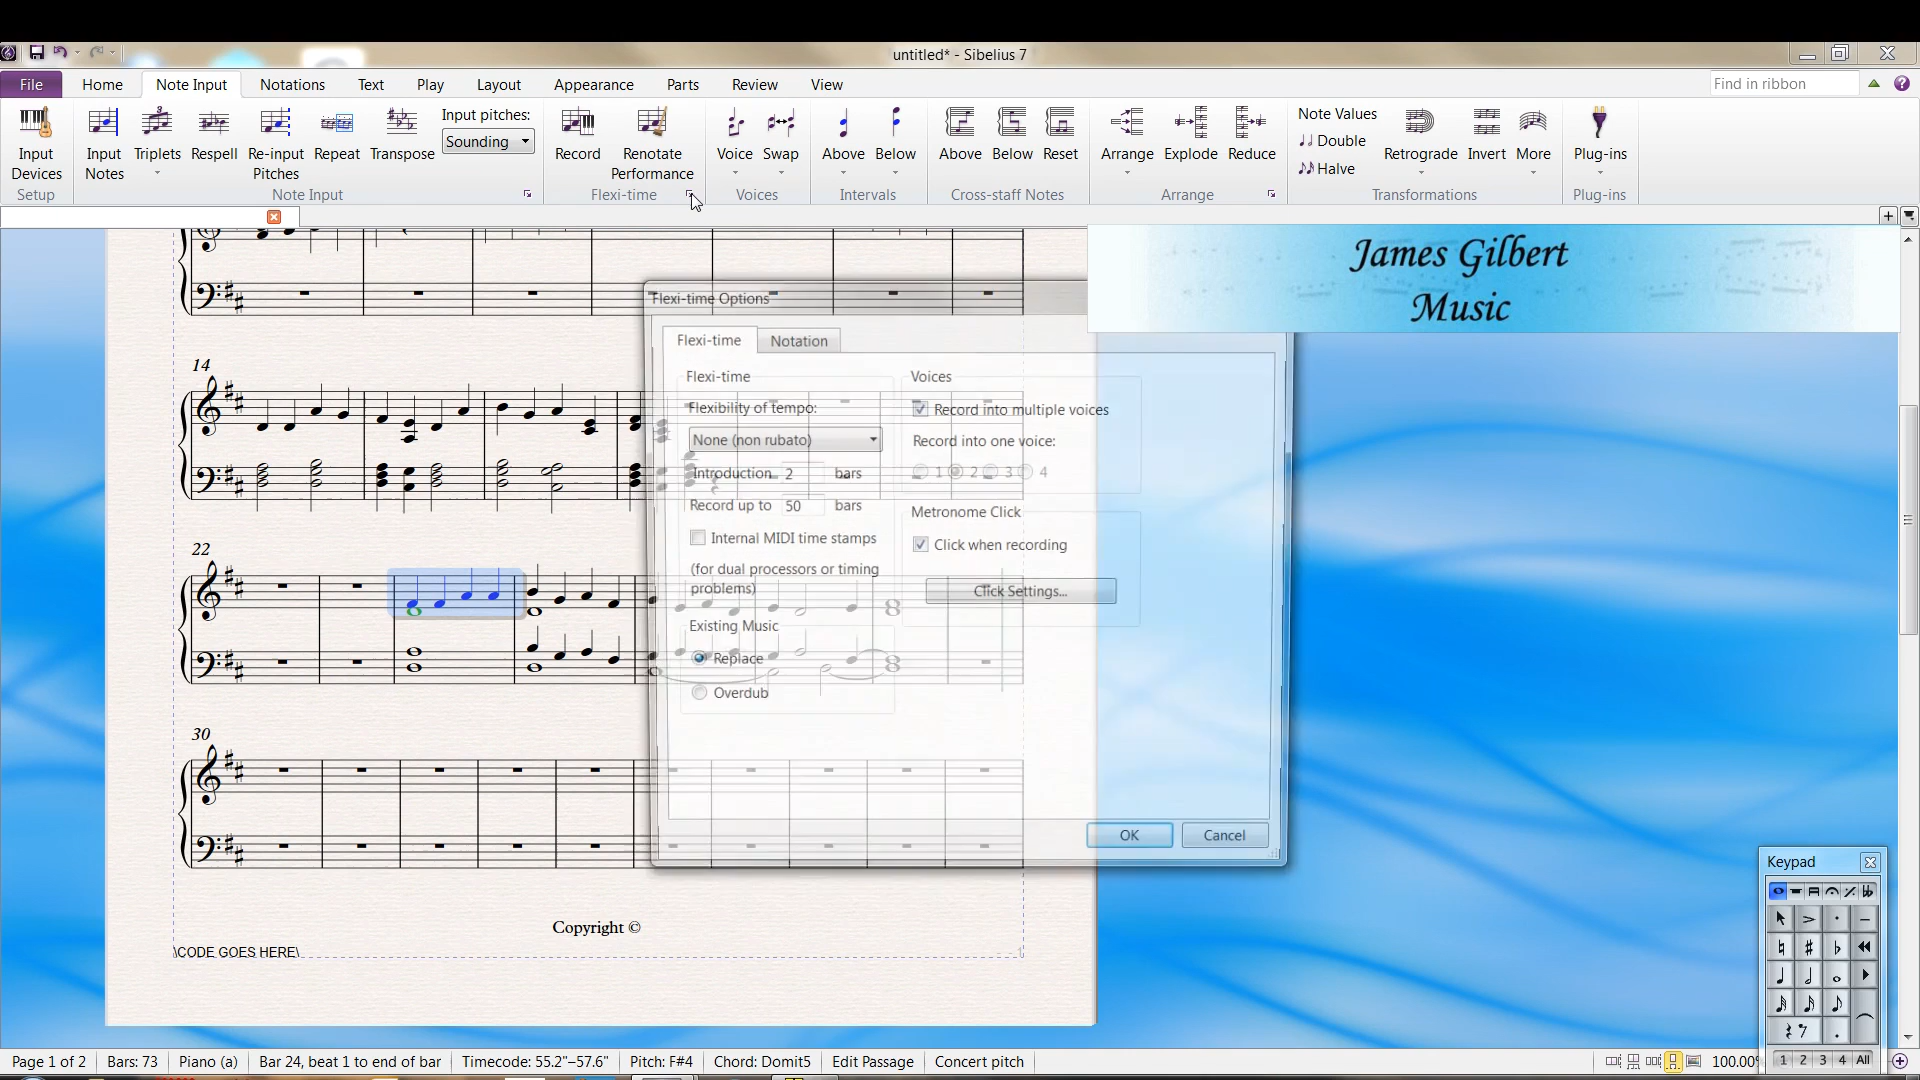 untitled* - Sibelius 7
File Home Note Input Notations Text Play Layout Appearance Parts Review View Find in ribbon
Input Devices
Input Notes
Triplets
Respell
Re-input Pitches
Repeat
Transpose
Input pitches:
Sounding
Record
Renotate Performance
Voice
Swap
Above
Below
Above
Below
Reset
Arrange
Explode
Reduce
Note Values
Double
Halve
Retrograde
Invert
More
Plug-ins
Setup Note Input Flexi-time Voices Intervals Cross-staff Notes Arrange Transformations Plug-ins
James Gilbert
Music
Flexi-time Options
Flexi-time Notation
Flexi-time
Flexibility of tempo:
None (non rubato)
Introduction 2 bars
Record up to 50 bars
Internal MIDI time stamps
(for dual processors or timing
problems)
Existing Music
Replace
Overdub
Voices
Record into multiple voices
Record into one voice:
1 2 3 4
Metronome Click
Click when recording
Click Settings...
OK Cancel
14
22
30
Copyright ©
\CODE GOES HERE\
1
Keypad
1 2 3 4 All
Page 1 of 2 Bars: 73 Piano (a) Bar 24, beat 1 to end of bar Timecode: 55.2"–57.6" Pitch: F#4 Chord: Domit5 Edit Passage Concert pitch 100.00